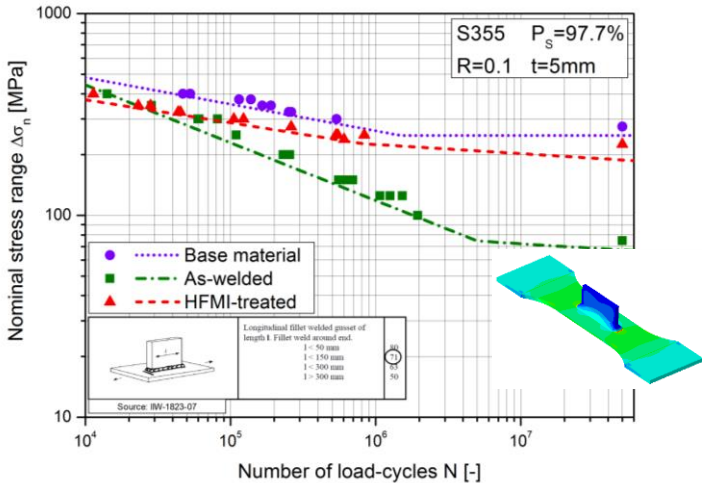 Nominal stress range Δσn [MPa]
1000
100
10
S355 PS=97.7%
R=0.1 t=5mm
Base material
As-welded
HFMI-treated
Longitudinal fillet welded gusset of
length l. Fillet weld around end.
l < 50 mm 80
l < 150 mm 71
l < 300 mm 63
l > 300 mm 50
Source: IIW-1823-07
10^4 10^5 10^6 10^7
Number of load-cycles N [-]